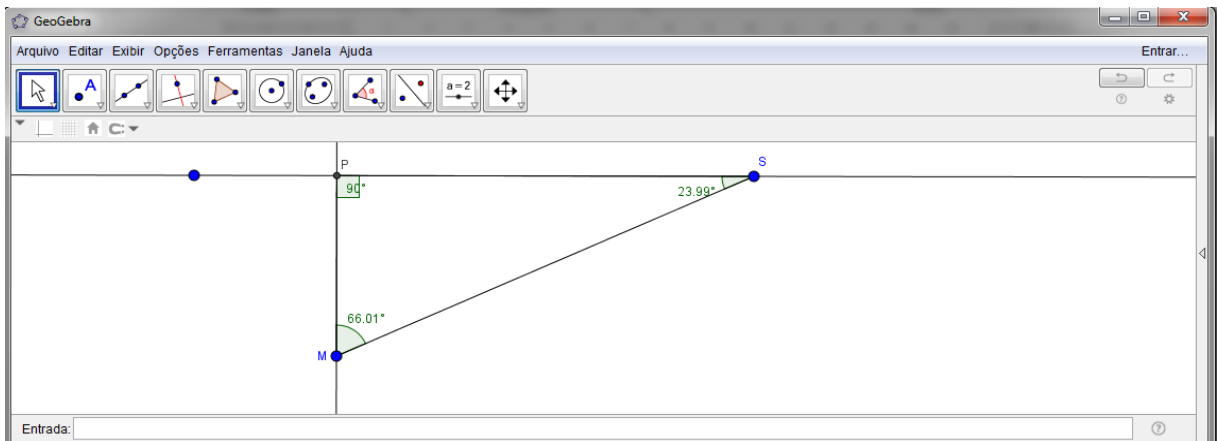 GeoGebra
Arquivo Editar Exibir Opções Ferramentas Janela Ajuda Entrar...
A α a = 2
P S
90° 23.99°
66.01°
M
Entrada: